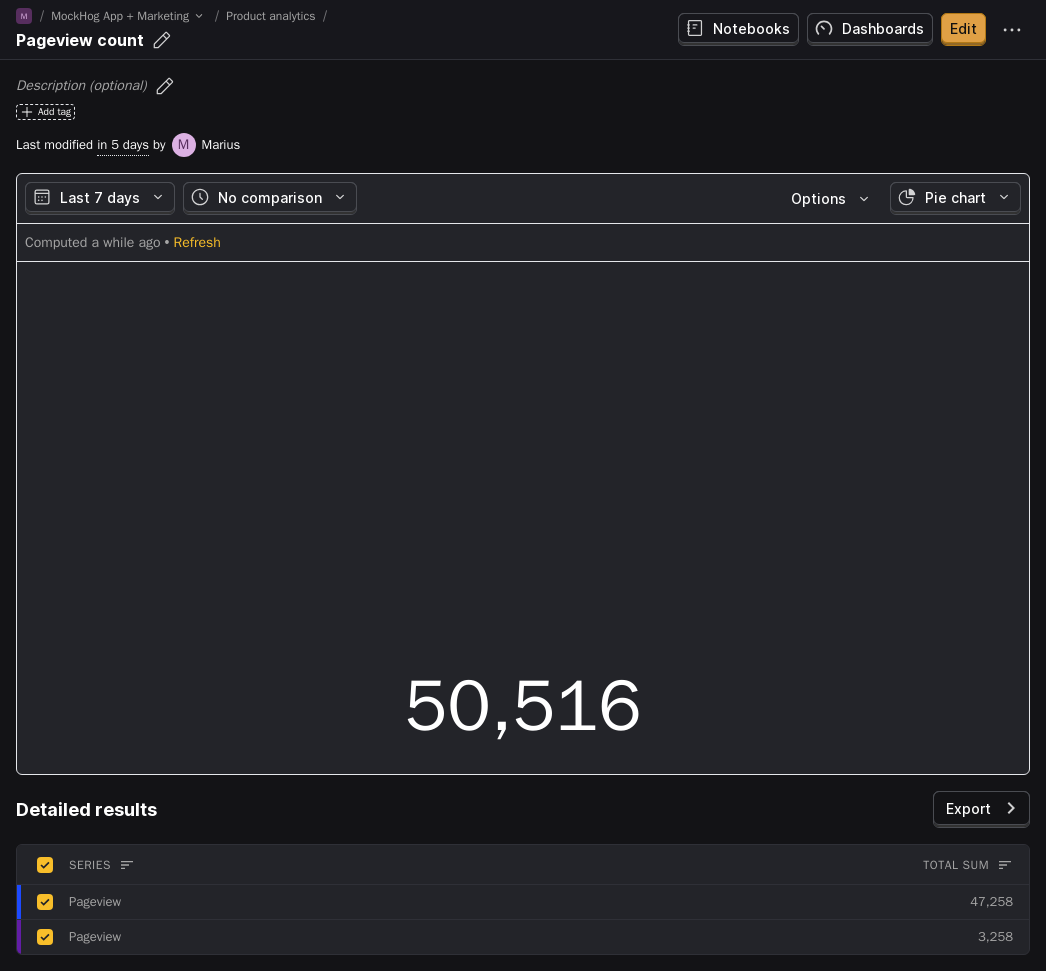 M / MockHog App + Marketing / Product analytics /
Pageview count
Notebooks
Dashboards
Edit
Description (optional)
Add tag
Last modified in 5 days by M Marius
Last 7 days
No comparison
Options
Pie chart
Computed a while ago • Refresh
50,516
Detailed results
Export
SERIES
TOTAL SUM
Pageview 47,258
Pageview 3,258